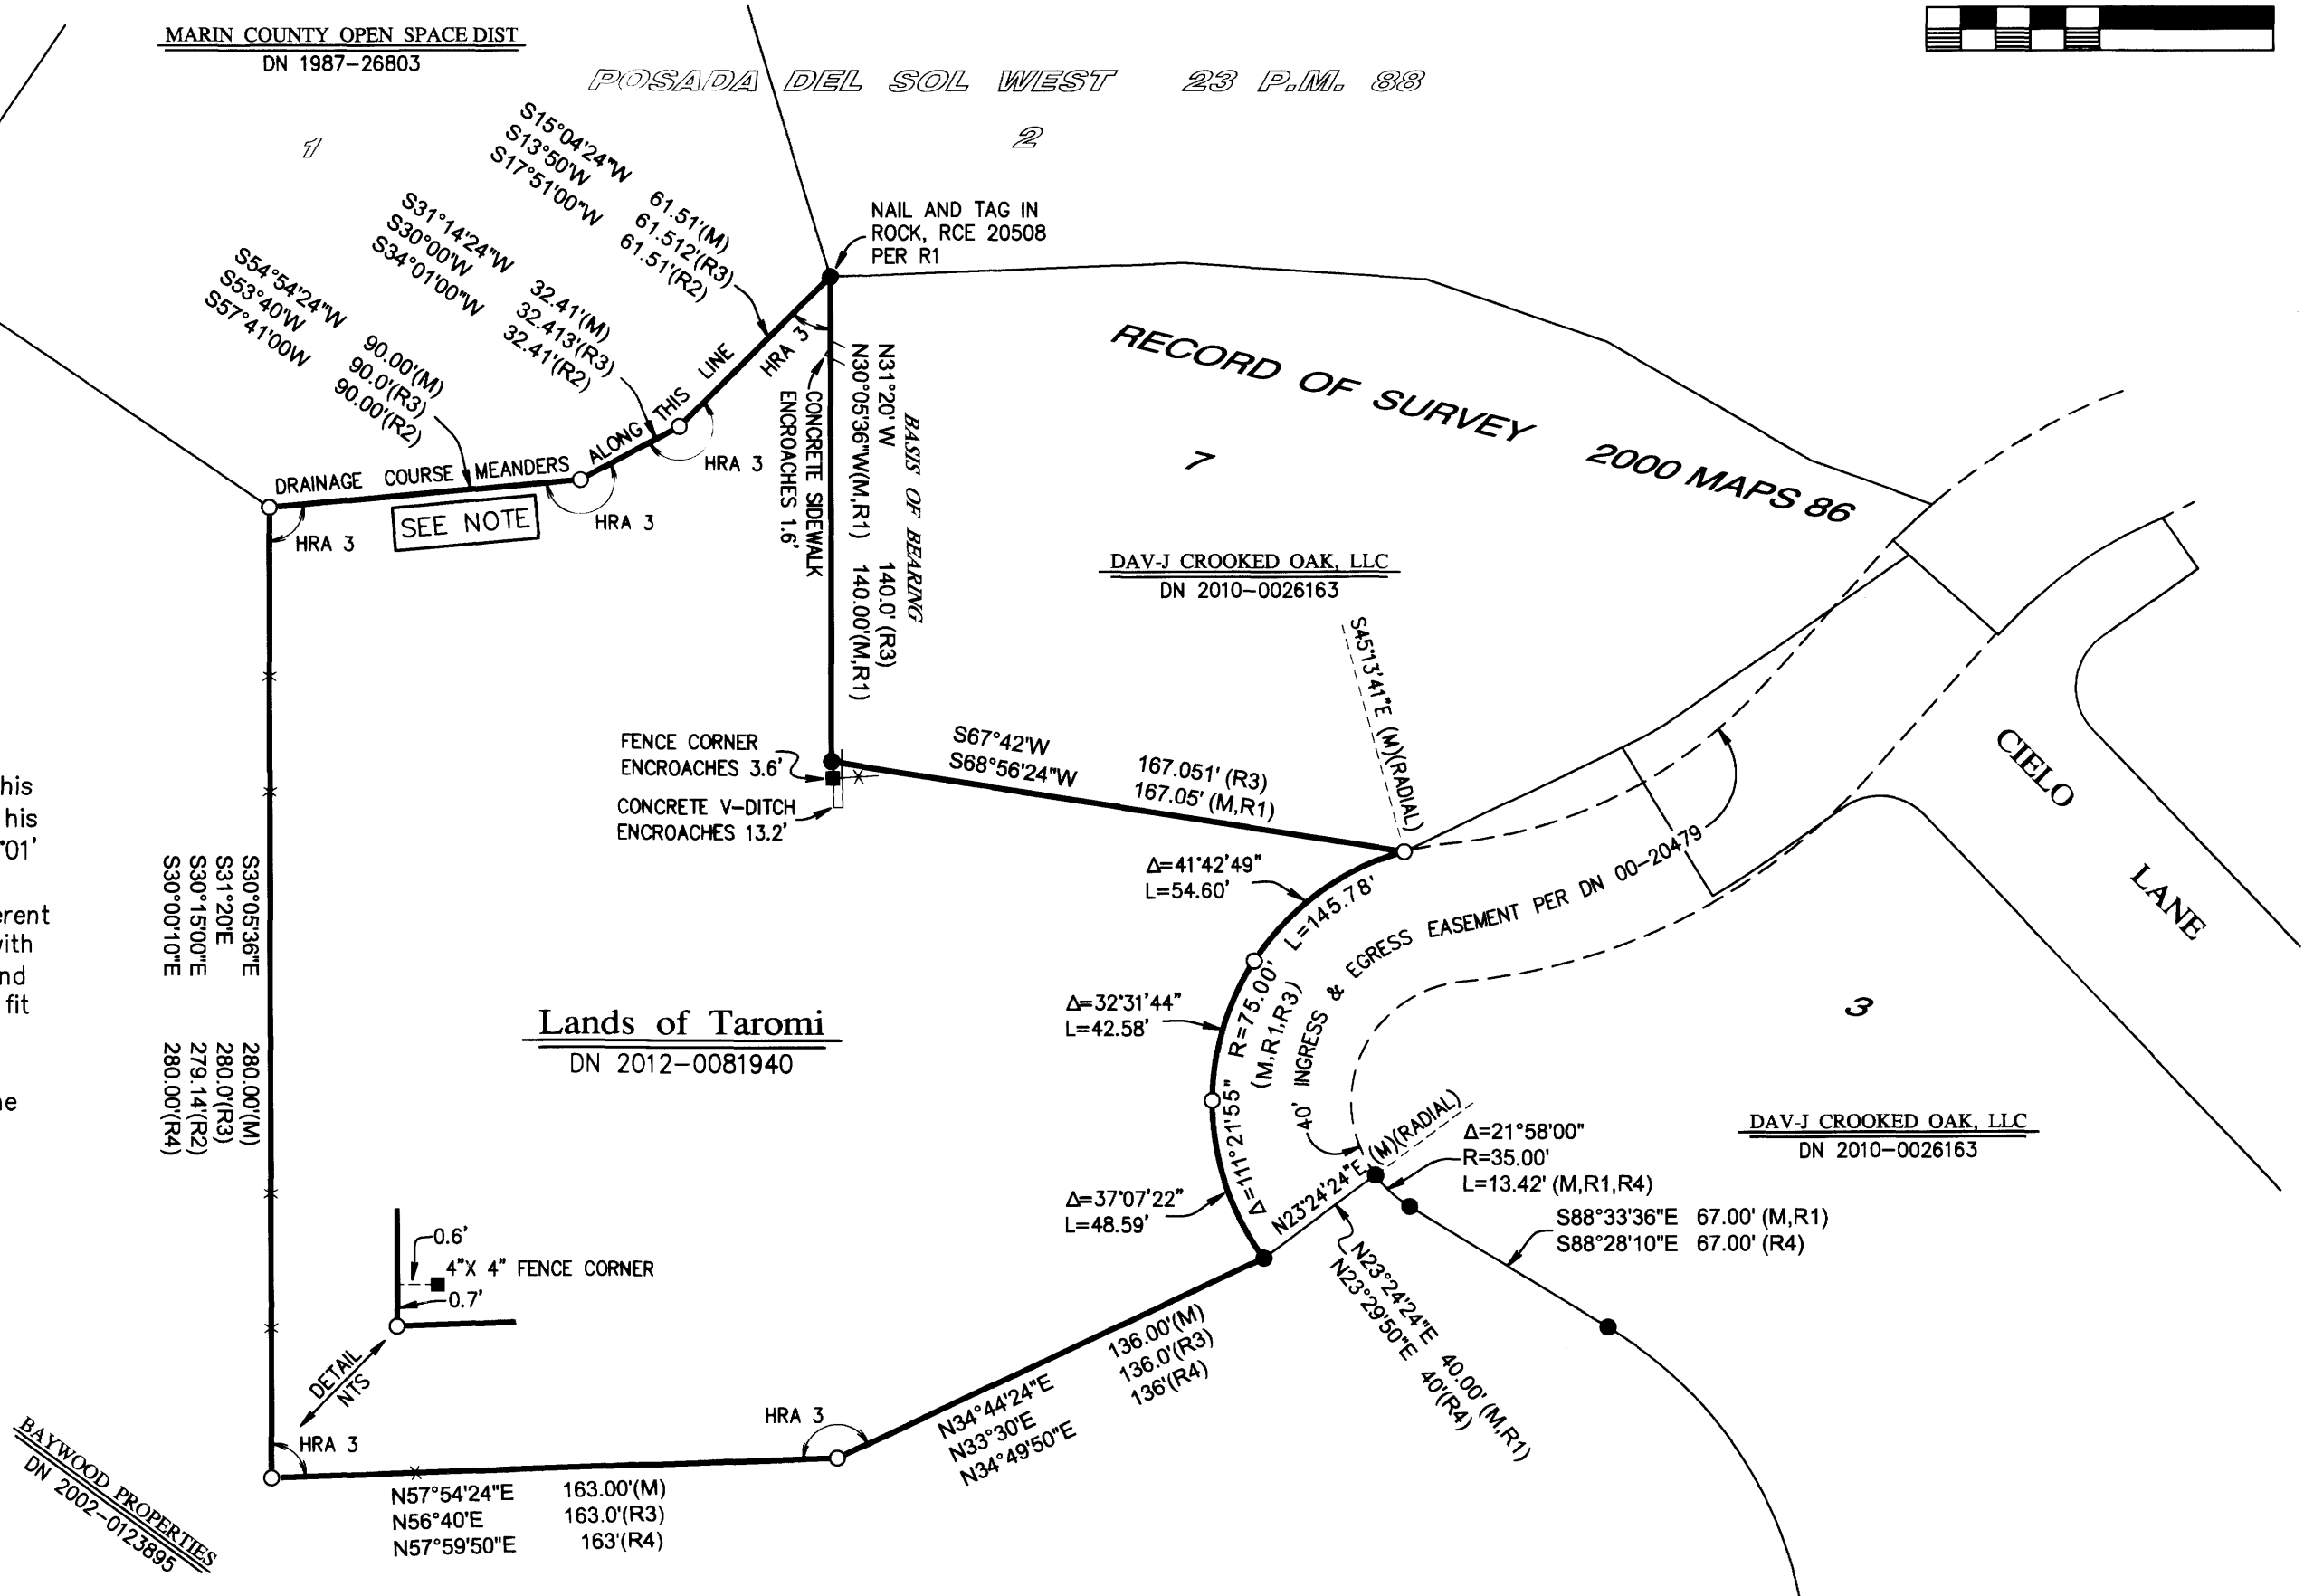 MARIN COUNTY OPEN SPACE DIST
DN 1987-26803
POSADA DEL SOL WEST 23 P.M. 88
1
2
S15°04'24"W 61.51'(M)
S13°50'W 61.512'(R3)
S17°51'00"W 61.51'(R2)
S31°14'24"W 32.41'(M)
S30°00'W 32.413'(R3)
S34°01'00"W 32.41'(R2)
S54°54'24"W 90.00'(M)
S53°40'W 90.0'(R3)
S57°41'00W 90.00'(R2)
NAIL AND TAG IN
ROCK, RCE 20508
PER R1
DRAINAGE COURSE MEANDERS ALONG THIS LINE
SEE NOTE
HRA 3
HRA 3
HRA 3
HRA 3
BASIS OF BEARING
N31°20'W 140.0' (R3)
N30°05'36"W(M,R1) 140.00'(M,R1)
CONCRETE SIDEWALK
ENCROACHES 1.6'
RECORD OF SURVEY 2000 MAPS 86
7
DAV-J CROOKED OAK, LLC
DN 2010-0026163
S45°13'41"E (M)(RADIAL)
FENCE CORNER
ENCROACHES 3.6'
CONCRETE V-DITCH
ENCROACHES 13.2'
S67°42'W 167.051' (R3)
S68°56'24"W 167.05' (M,R1)
CIELO
LANE
his
his
°01'
erent
with
nd
fit
ne
S30°05'36"E 280.00'(M)
S31°20'E 280.0'(R3)
S30°15'00"E 279.14'(R2)
S30°00'10"E 280.00'(R4)
Lands of Taromi
DN 2012-0081940
Δ=41°42'49"
L=54.60'
Δ=32°31'44"
L=42.58'
Δ=37°07'22"
L=48.59'
Δ=111°21'55" R=75.00' L=145.78'
(M,R1,R3)
40' INGRESS & EGRESS EASEMENT PER DN 00-20479
3
DAV-J CROOKED OAK, LLC
DN 2010-0026163
N23°24'24"E (M)(RADIAL)
Δ=21°58'00"
R=35.00'
L=13.42' (M,R1,R4)
S88°33'36"E 67.00' (M,R1)
S88°28'10"E 67.00' (R4)
N23°24'24"E 40.00' (M,R1)
N23°29'50"E 40'(R4)
0.6'
4"X 4" FENCE CORNER
0.7'
DETAIL
NTS
HRA 3
HRA 3
N34°44'24"E 136.00'(M)
N33°30'E 136.0'(R3)
N34°49'50"E 136'(R4)
N57°54'24"E 163.00'(M)
N56°40'E 163.0'(R3)
N57°59'50"E 163'(R4)
BAYWOOD PROPERTIES
DN 2002-0123895